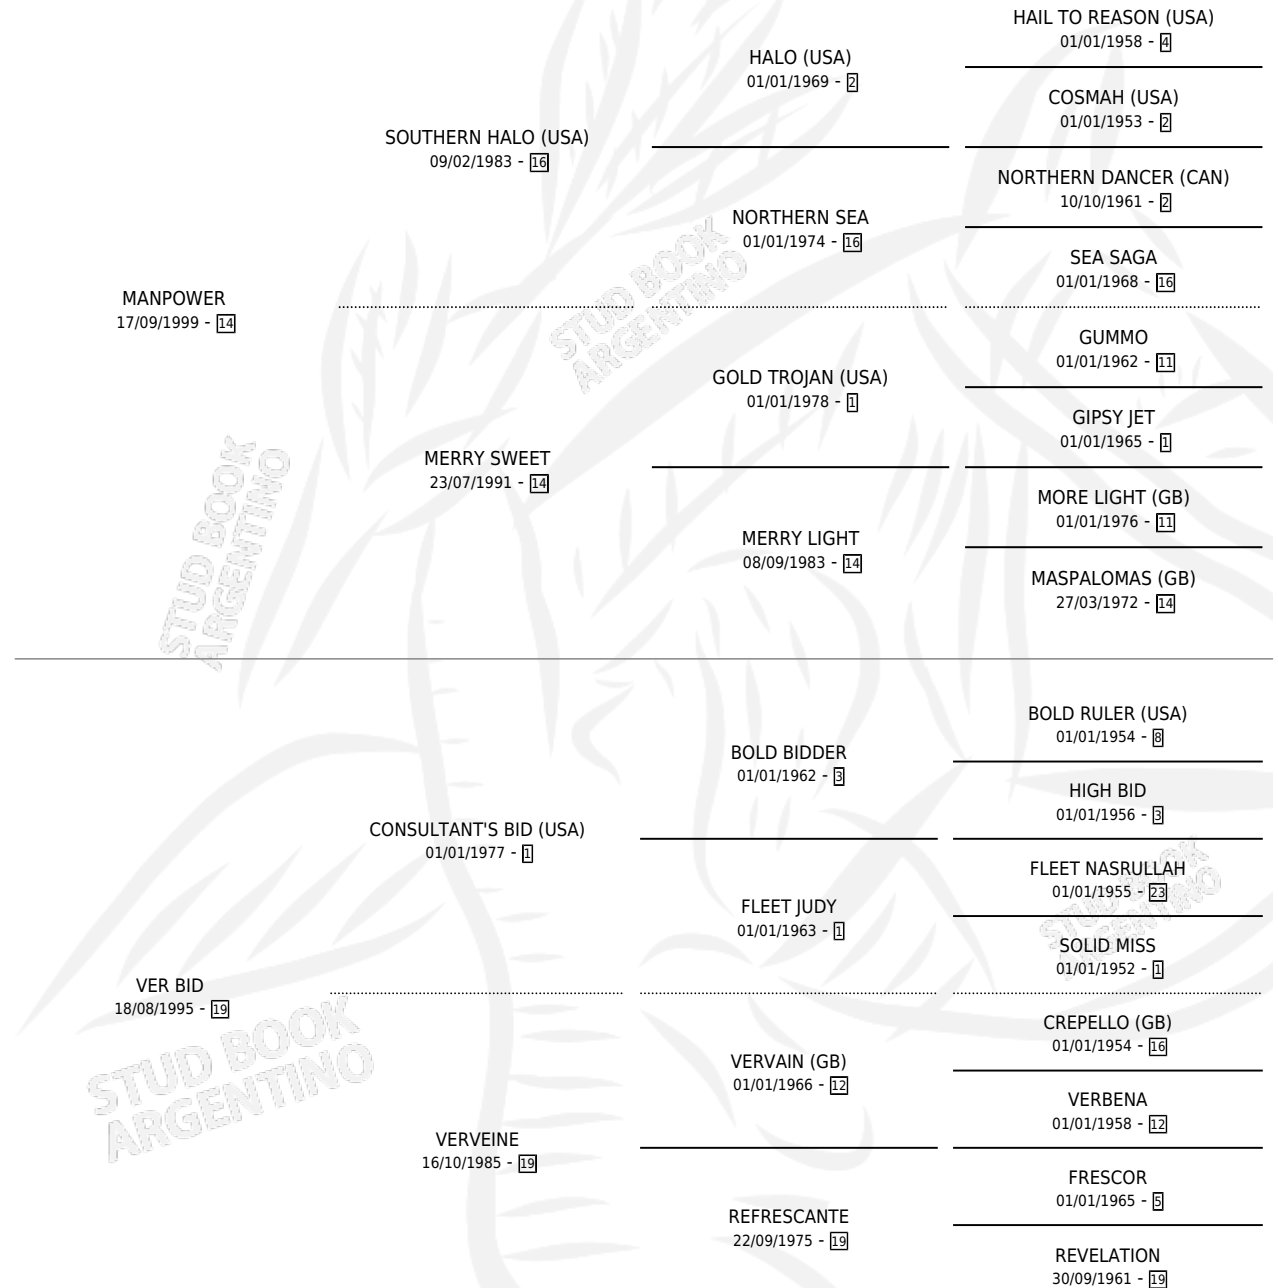 HAIL TO REASON (USA)
01/01/1958 - 4
HALO (USA)
01/01/1969 - 2
COSMAH (USA)
01/01/1953 - 2
SOUTHERN HALO (USA)
09/02/1983 - 16
NORTHERN DANCER (CAN)
10/10/1961 - 2
NORTHERN SEA
01/01/1974 - 16
SEA SAGA
01/01/1968 - 16
MANPOWER
17/09/1999 - 14
GUMMO
01/01/1962 - 11
GOLD TROJAN (USA)
01/01/1978 - 1
GIPSY JET
01/01/1965 - 1
MERRY SWEET
23/07/1991 - 14
MORE LIGHT (GB)
01/01/1976 - 11
MERRY LIGHT
08/09/1983 - 14
MASPALOMAS (GB)
27/03/1972 - 14
STUD BOOK
ARGENTINO
STUD BOOK
ARGENTINO
BOLD RULER (USA)
01/01/1954 - 8
BOLD BIDDER
01/01/1962 - 3
HIGH BID
01/01/1956 - 3
CONSULTANT'S BID (USA)
01/01/1977 - 1
FLEET NASRULLAH
01/01/1955 - 23
FLEET JUDY
01/01/1963 - 1
SOLID MISS
01/01/1952 - 1
VER BID
18/08/1995 - 19
CREPELLO (GB)
01/01/1954 - 16
VERVAIN (GB)
01/01/1966 - 12
VERBENA
01/01/1958 - 12
VERVEINE
16/10/1985 - 19
FRESCOR
01/01/1965 - 5
REFRESCANTE
22/09/1975 - 19
REVELATION
30/09/1961 - 19
STUD BOOK
ARGENTINO
STUD BOOK
ARGENTINO